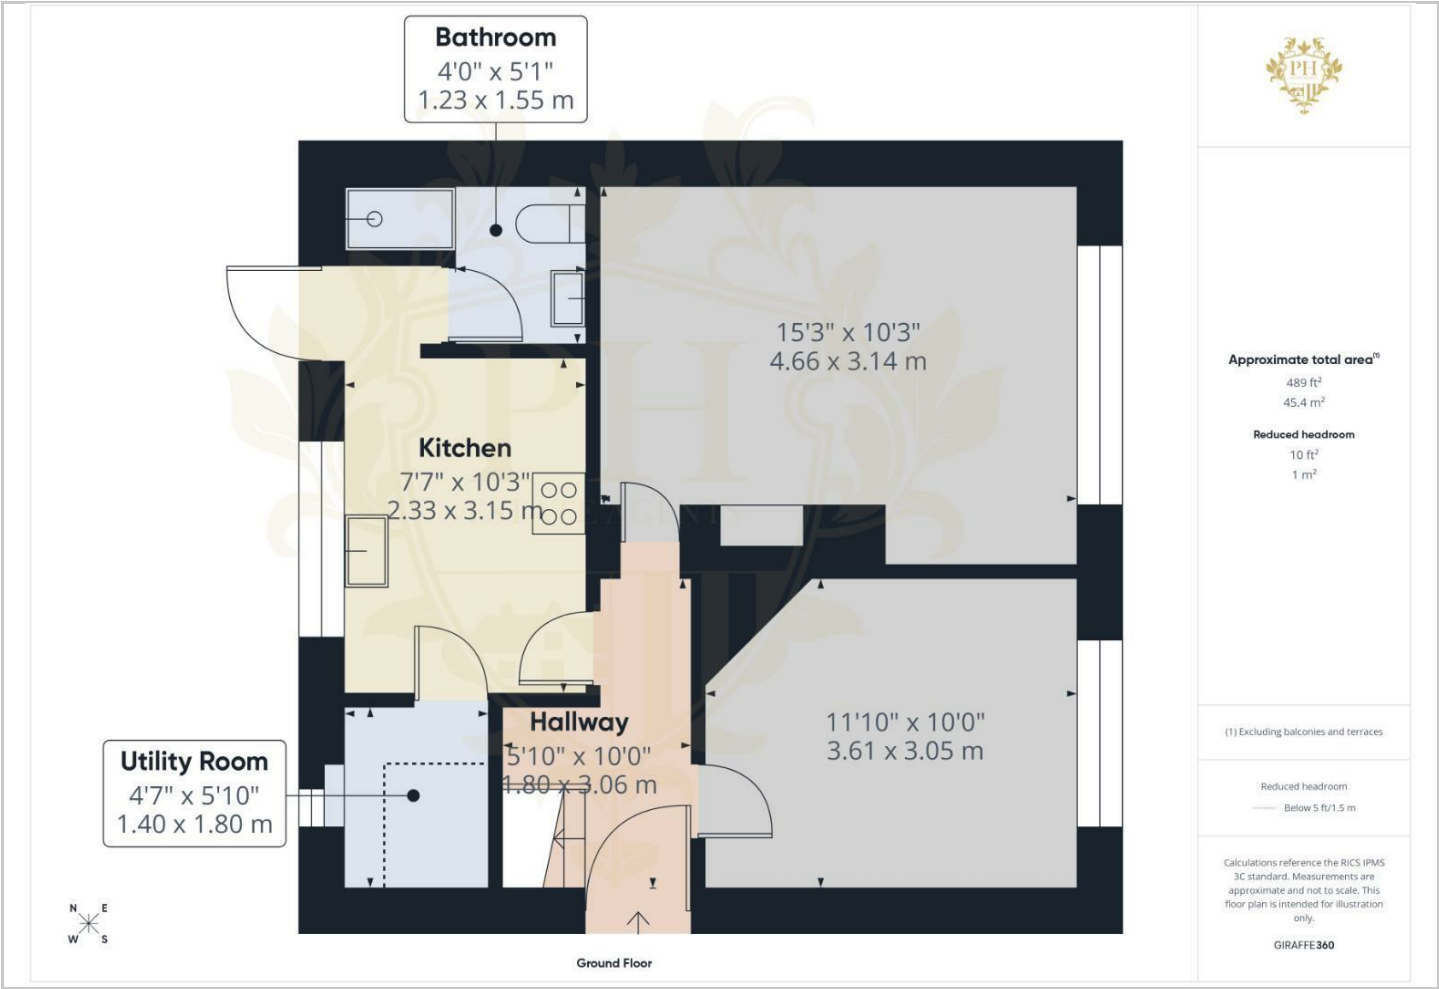 Bathroom
4'0" x 5'1"
1.23 x 1.55 m
PH
15'3" x 10'3"
4.66 x 3.14 m
Kitchen
7'7" x 10'3"
2.33 x 3.15 m
PH
Hallway
5'10" x 10'0"
1.80 x 3.06 m
11'10" x 10'0"
3.61 x 3.05 m
Utility Room
4'7" x 5'10"
1.40 x 1.80 m
N E
W S
Ground Floor
Approximate total area(1)
489 ft²
45.4 m²
Reduced headroom
10 ft²
1 m²
(1) Excluding balconies and terraces
Reduced headroom
Below 5 ft/1.5 m
Calculations reference the RICS IPMS
3C standard. Measurements are
approximate and not to scale. This
floor plan is intended for illustration
only.
GIRAFFE360